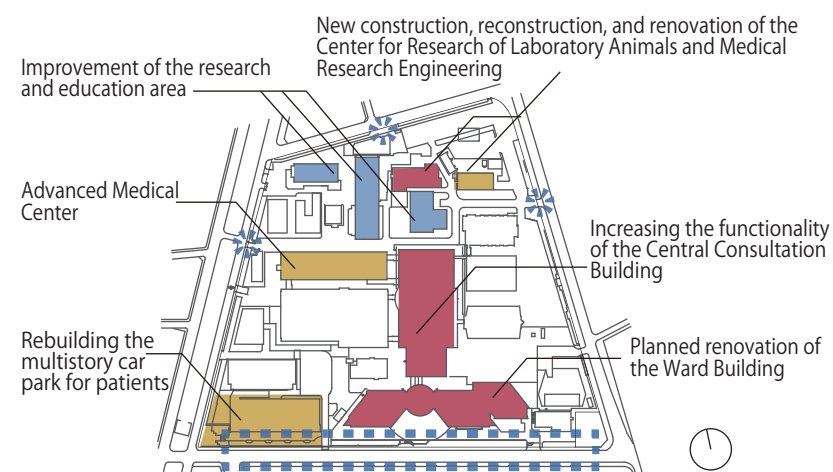 New construction, reconstruction, and renovation of the
Center for Research of Laboratory Animals and Medical
Research Engineering
Improvement of the research
and education area
Advanced Medical
Center
Increasing the functionality
of the Central Consultation
Building
Rebuilding the
multistory car
park for patients
Planned renovation of
the Ward Building